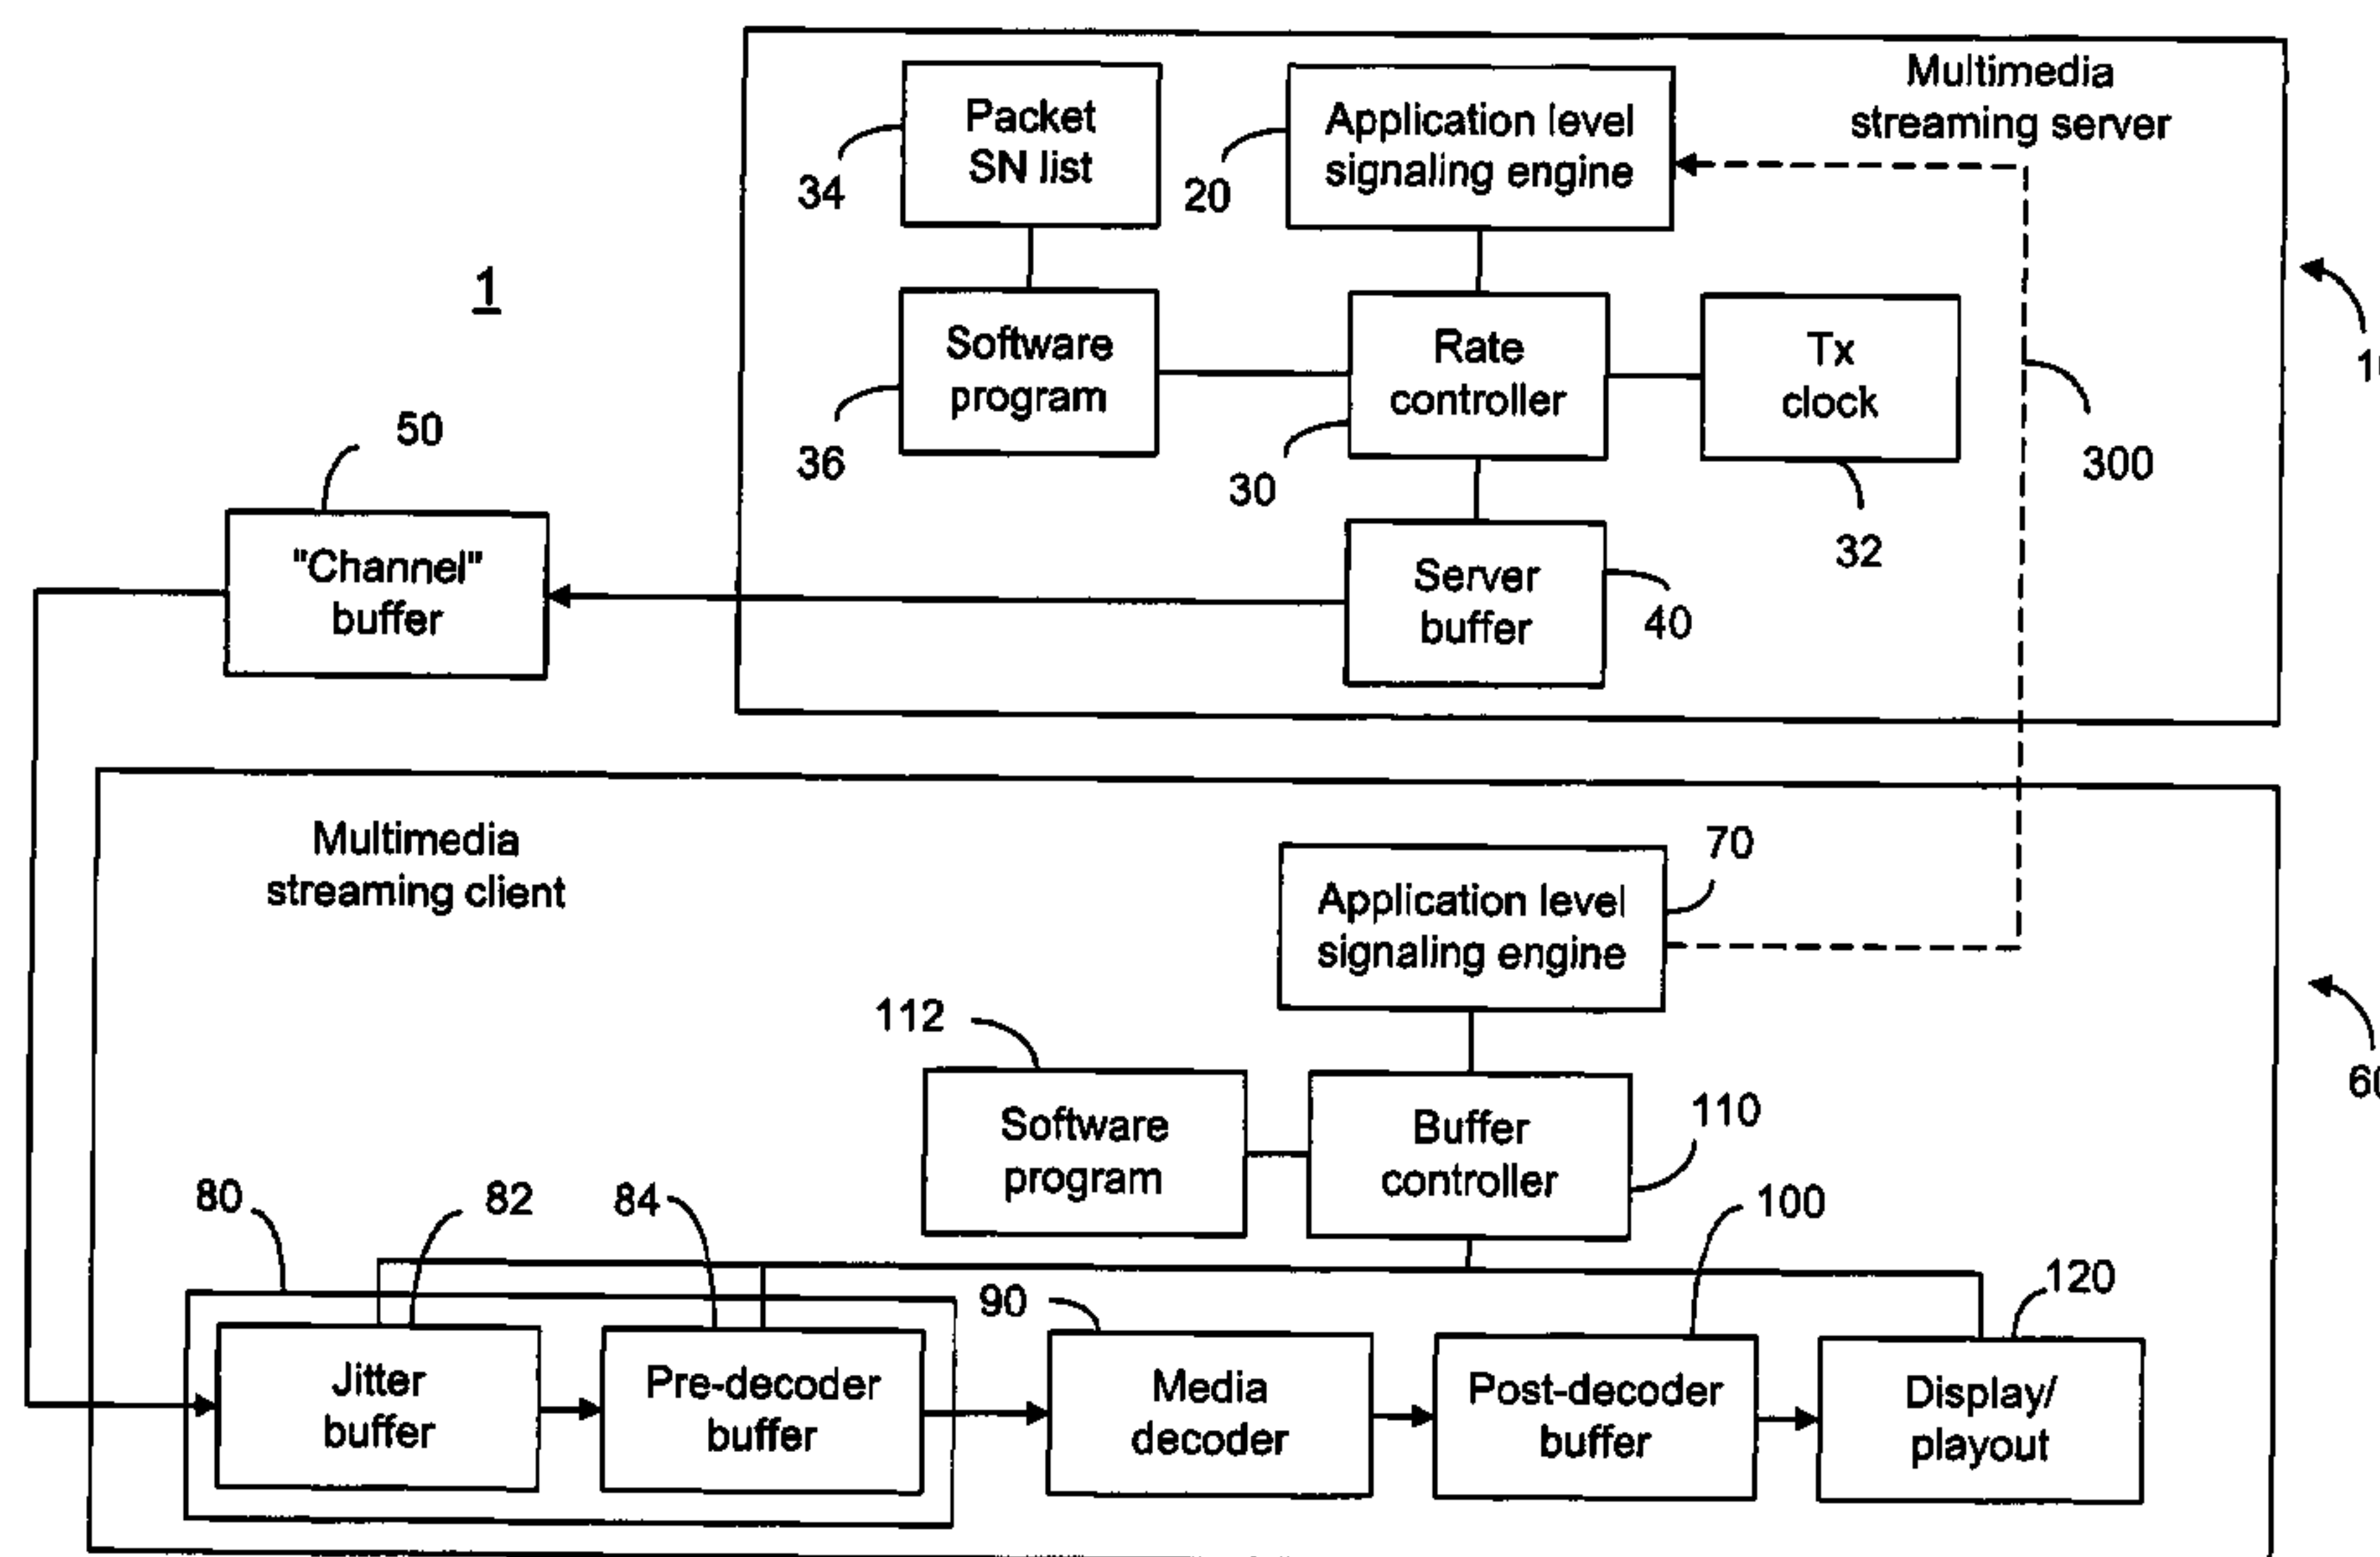 Multimedia
streaming server
Packet
SN list
34
Application level
signaling engine
20
1
Software
program
36
Rate
controller
30
Tx
clock
32
300
50
"Channel"
buffer
Server
buffer
40
Multimedia
streaming client
70
Application level
signaling engine
112
Software
program
Buffer
controller
110
80
82
84
90
100
120
Jitter
buffer
Pre-decoder
buffer
Media
decoder
Post-decoder
buffer
Display/
playout